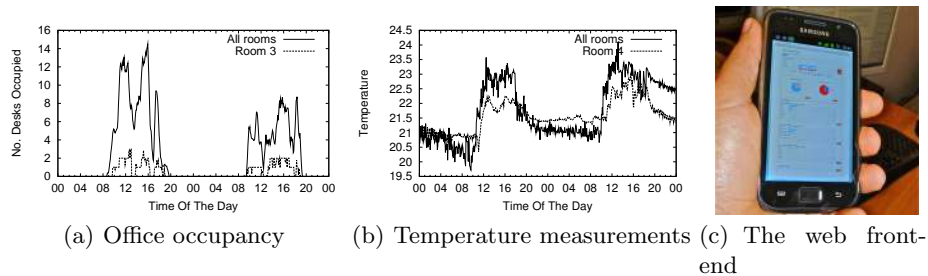 16
14
12
10
8
6
4
2
0
No. Desks Occupied
All rooms
Room 3
00 04 08 12 16 20 00 04 08 12 16 20 00
Time Of The Day
(a) Office occupancy
24.5
24
23.5
23
22.5
22
21.5
21
20.5
20
19.5
Temperature
All rooms
Room 4
00 04 08 12 16 20 00 04 08 12 16 20 00
Time Of The Day
(b) Temperature measurements
SAMSUNG
(c) The web front-
end